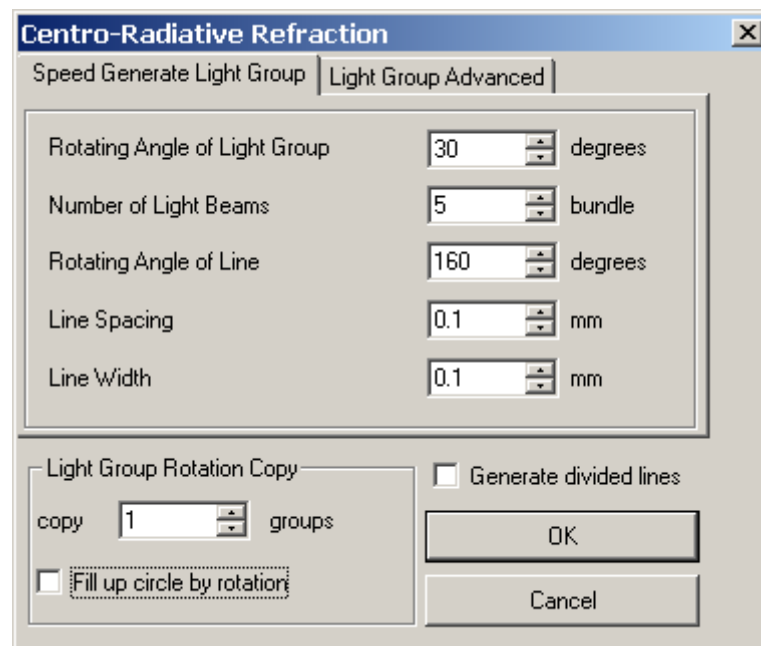 Centro-Radiative Refraction
Speed Generate Light Group
Light Group Advanced
Rotating Angle of Light Group 30 degrees
Number of Light Beams 5 bundle
Rotating Angle of Line 160 degrees
Line Spacing 0.1 mm
Line Width 0.1 mm
Light Group Rotation Copy
copy 1 groups
Fill up circle by rotation
Generate divided lines
OK
Cancel